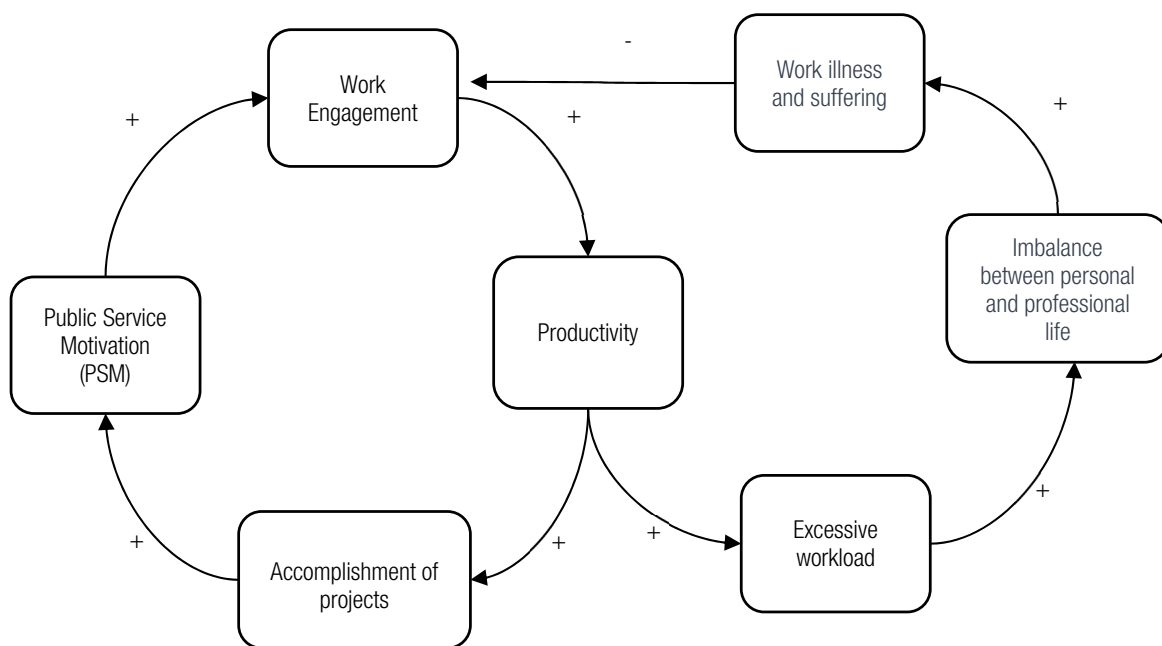 -
Work
Engagement
Work illness
and suffering
+
+
+
Imbalance
between personal
and professional
life
Public Service
Motivation
(PSM)
Productivity
+
Excessive
workload
+
+
+
Accomplishment of
projects